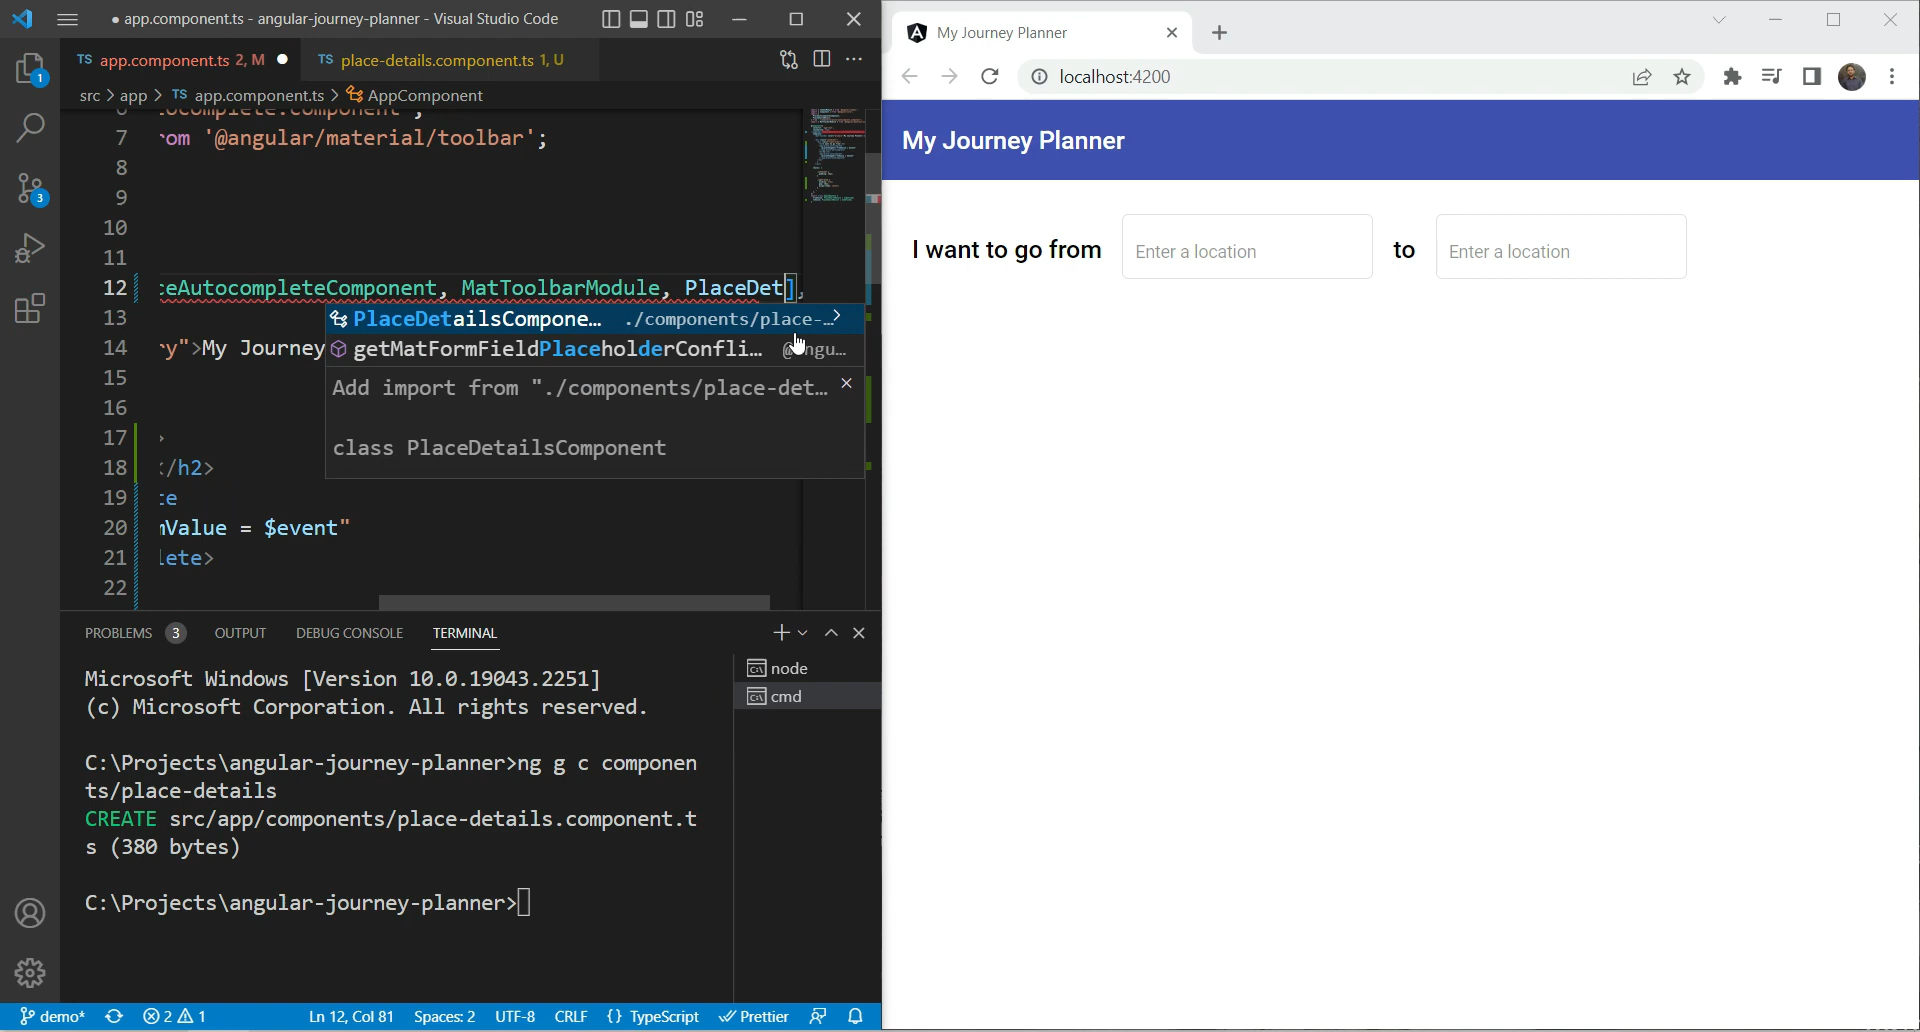 ● app.component.ts - angular-journey-planner - Visual Studio Code
TS app.component.ts 2, M ●
TS place-details.component.ts 1, U
src > app > TS app.component.ts > AppComponent
7 rom '@angular/material/toolbar';
8
9
10
11
12 ceAutocompleteComponent, MatToolbarModule, PlaceDet],
13
PlaceDetailsCompone… ./components/place-…
14 ry">My Journey
getMatFormFieldPlaceholderConfli…
15
Add import from "./components/place-det…
16
17 >
class PlaceDetailsComponent
18 </h2>
19 te
20 mValue = $event"
21 lete>
22
PROBLEMS 3 OUTPUT DEBUG CONSOLE TERMINAL
node
cmd
Microsoft Windows [Version 10.0.19043.2251]
(c) Microsoft Corporation. All rights reserved.
C:\Projects\angular-journey-planner>ng g c componen
ts/place-details
CREATE src/app/components/place-details.component.t
s (380 bytes)
C:\Projects\angular-journey-planner>
demo* 2 1 Ln 12, Col 81 Spaces: 2 UTF-8 CRLF {} TypeScript Prettier
1
3
My Journey Planner
localhost:4200
My Journey Planner
I want to go from Enter a location to Enter a location